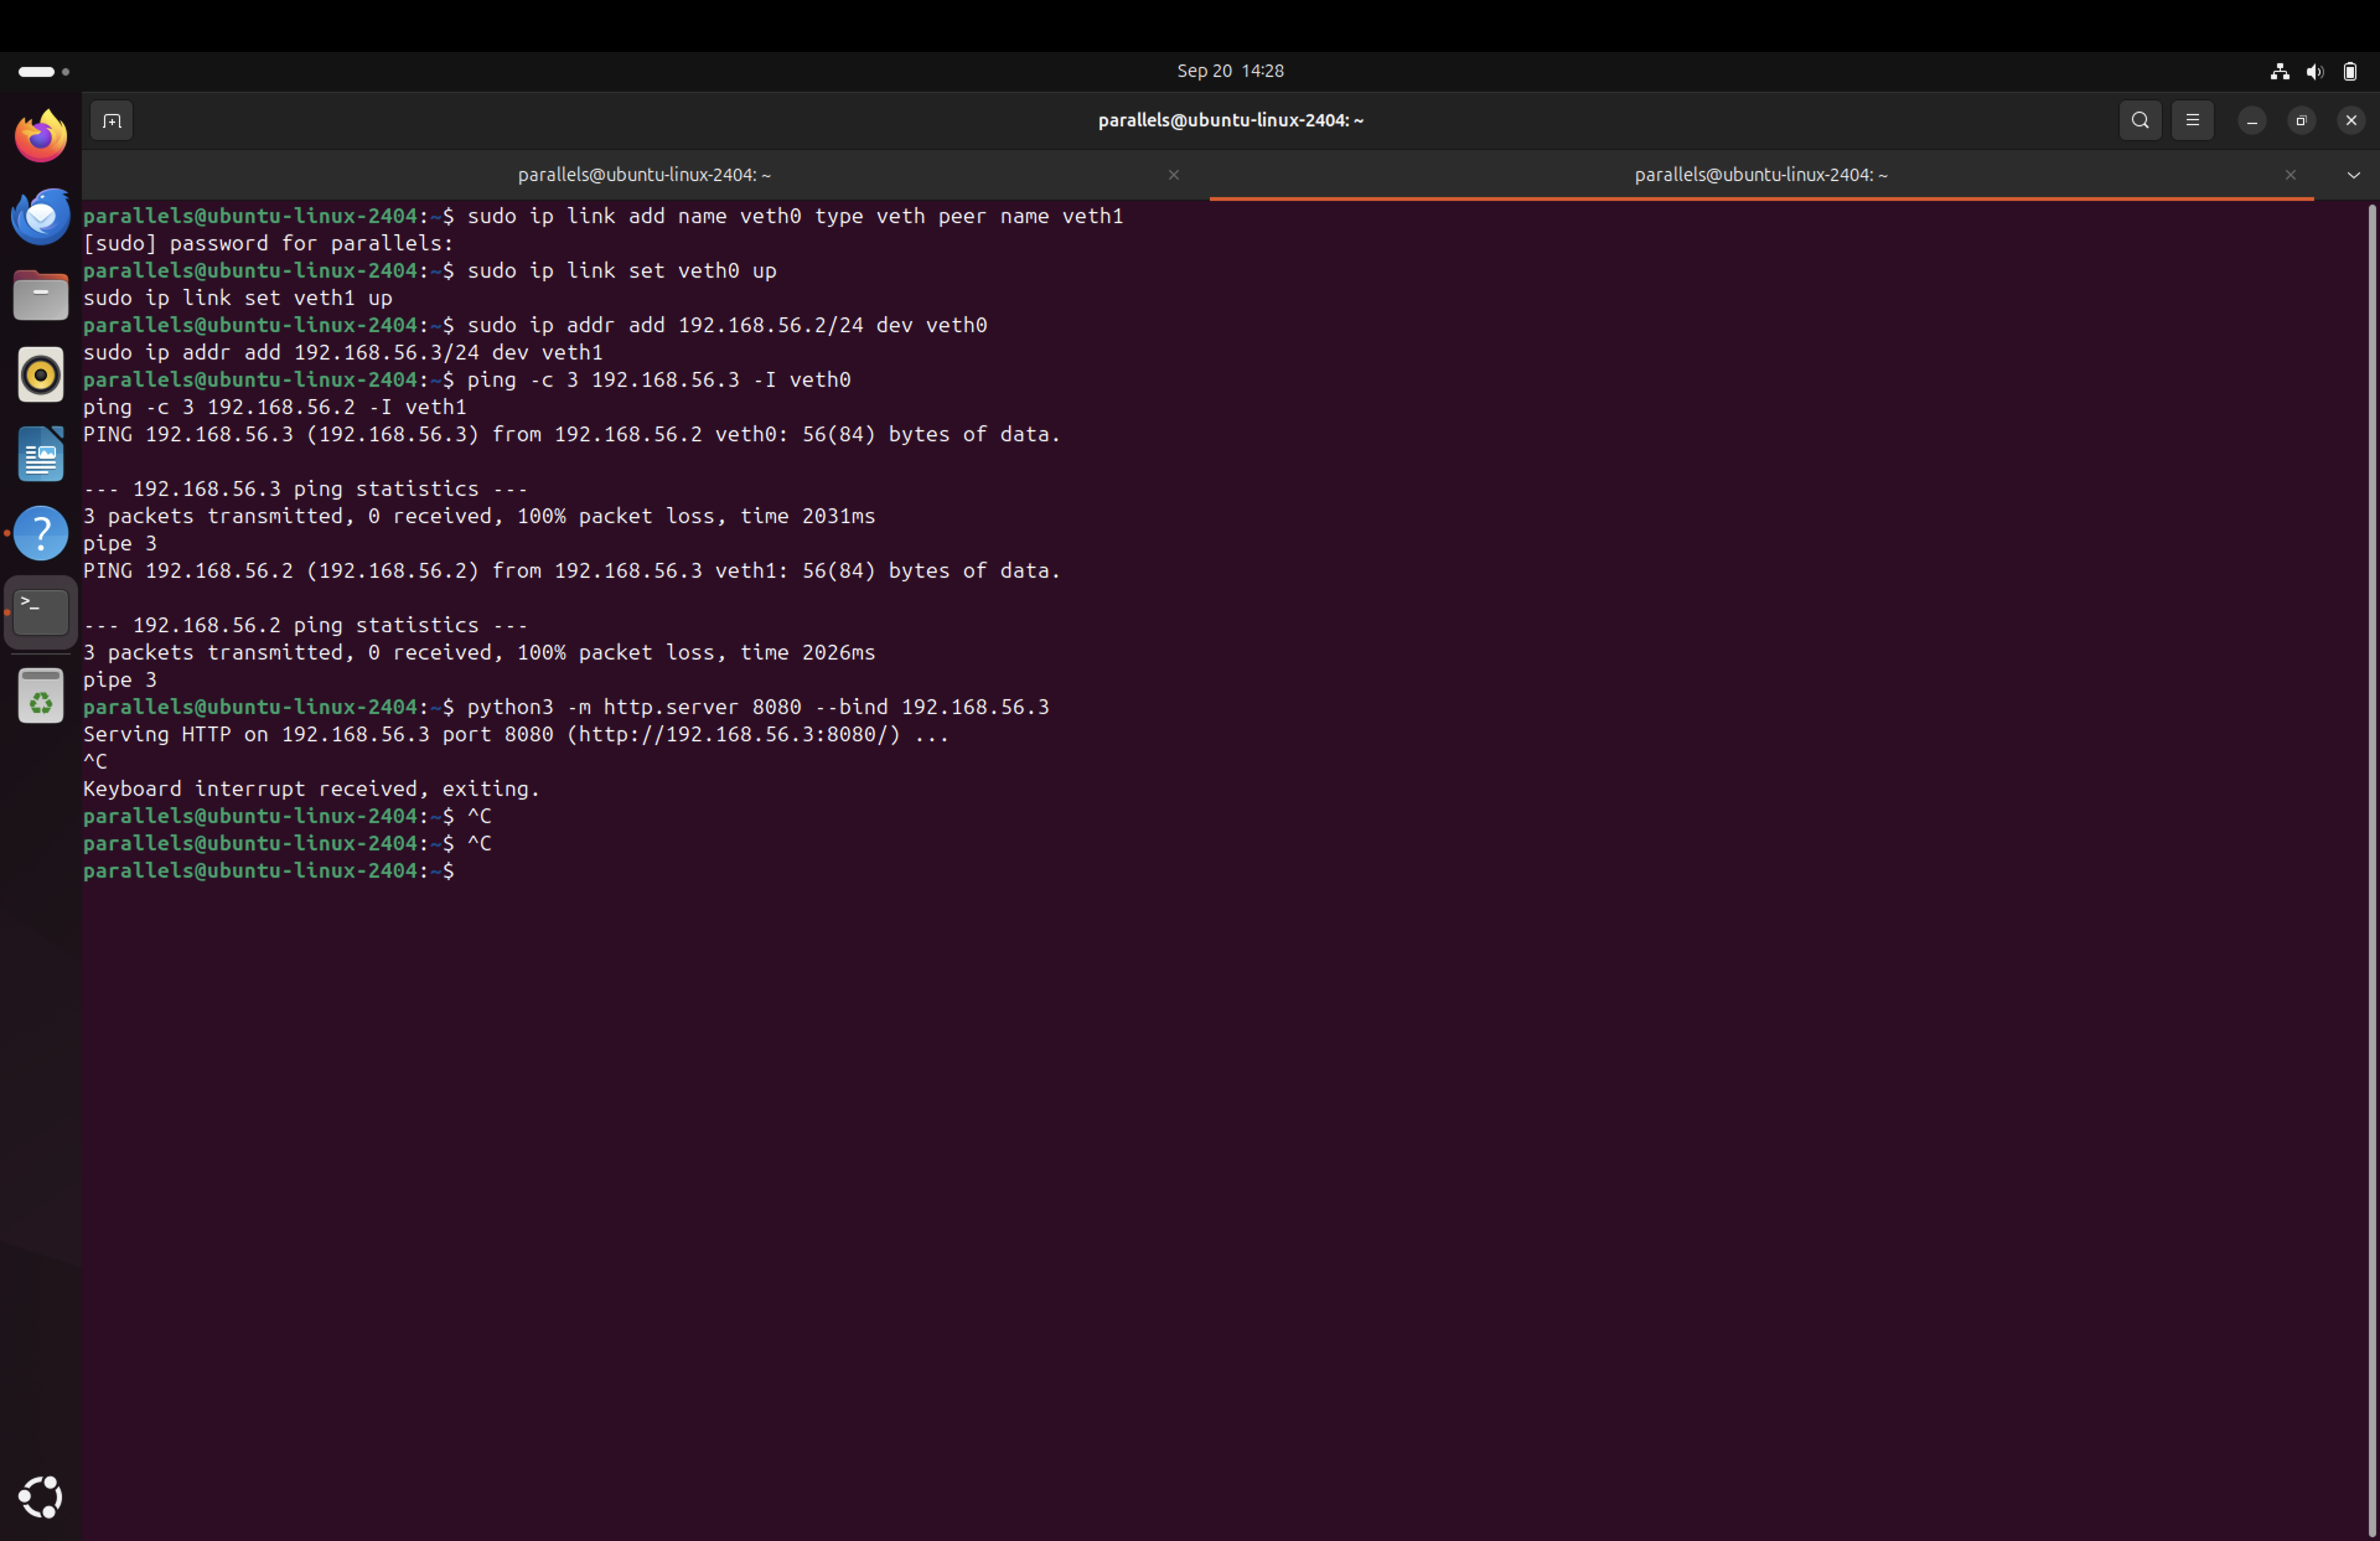 Sep 20 14:28
parallels@ubuntu-linux-2404: ~
parallels@ubuntu-linux-2404: ~
parallels@ubuntu-linux-2404: ~
parallels@ubuntu-linux-2404:~$ sudo ip link add name veth0 type veth peer name veth1
[sudo] password for parallels:
parallels@ubuntu-linux-2404:~$ sudo ip link set veth0 up
sudo ip link set veth1 up
parallels@ubuntu-linux-2404:~$ sudo ip addr add 192.168.56.2/24 dev veth0
sudo ip addr add 192.168.56.3/24 dev veth1
parallels@ubuntu-linux-2404:~$ ping -c 3 192.168.56.3 -I veth0
ping -c 3 192.168.56.2 -I veth1
PING 192.168.56.3 (192.168.56.3) from 192.168.56.2 veth0: 56(84) bytes of data.

--- 192.168.56.3 ping statistics ---
3 packets transmitted, 0 received, 100% packet loss, time 2031ms
pipe 3
PING 192.168.56.2 (192.168.56.2) from 192.168.56.3 veth1: 56(84) bytes of data.

--- 192.168.56.2 ping statistics ---
3 packets transmitted, 0 received, 100% packet loss, time 2026ms
pipe 3
parallels@ubuntu-linux-2404:~$ python3 -m http.server 8080 --bind 192.168.56.3
Serving HTTP on 192.168.56.3 port 8080 (http://192.168.56.3:8080/) ...
^C
Keyboard interrupt received, exiting.
parallels@ubuntu-linux-2404:~$ ^C
parallels@ubuntu-linux-2404:~$ ^C
parallels@ubuntu-linux-2404:~$